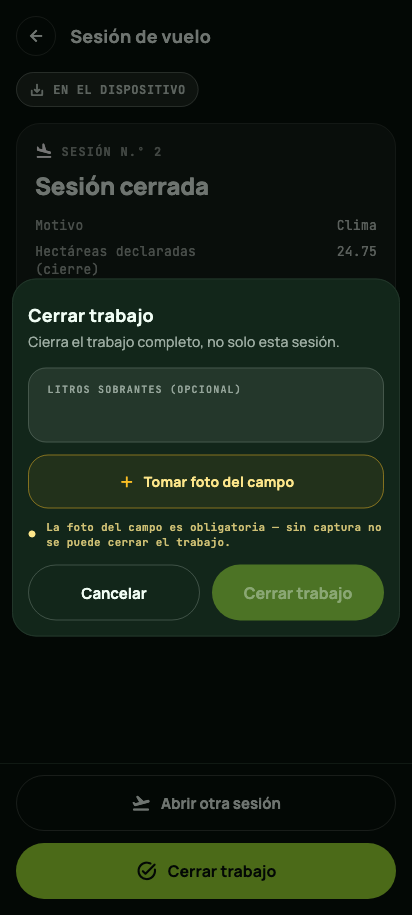 Sesión de vuelo
EN EL DISPOSITIVO
SESIÓN N.° 2
Sesión cerrada
Motivo Clima
Hectáreas declaradas 24.75
(cierre)
Cerrar trabajo
Cierra el trabajo completo, no solo esta sesión.
LITROS SOBRANTES (OPCIONAL)
+ Tomar foto del campo
La foto del campo es obligatoria — sin captura no
se puede cerrar el trabajo.
Cancelar Cerrar trabajo
Abrir otra sesión
Cerrar trabajo